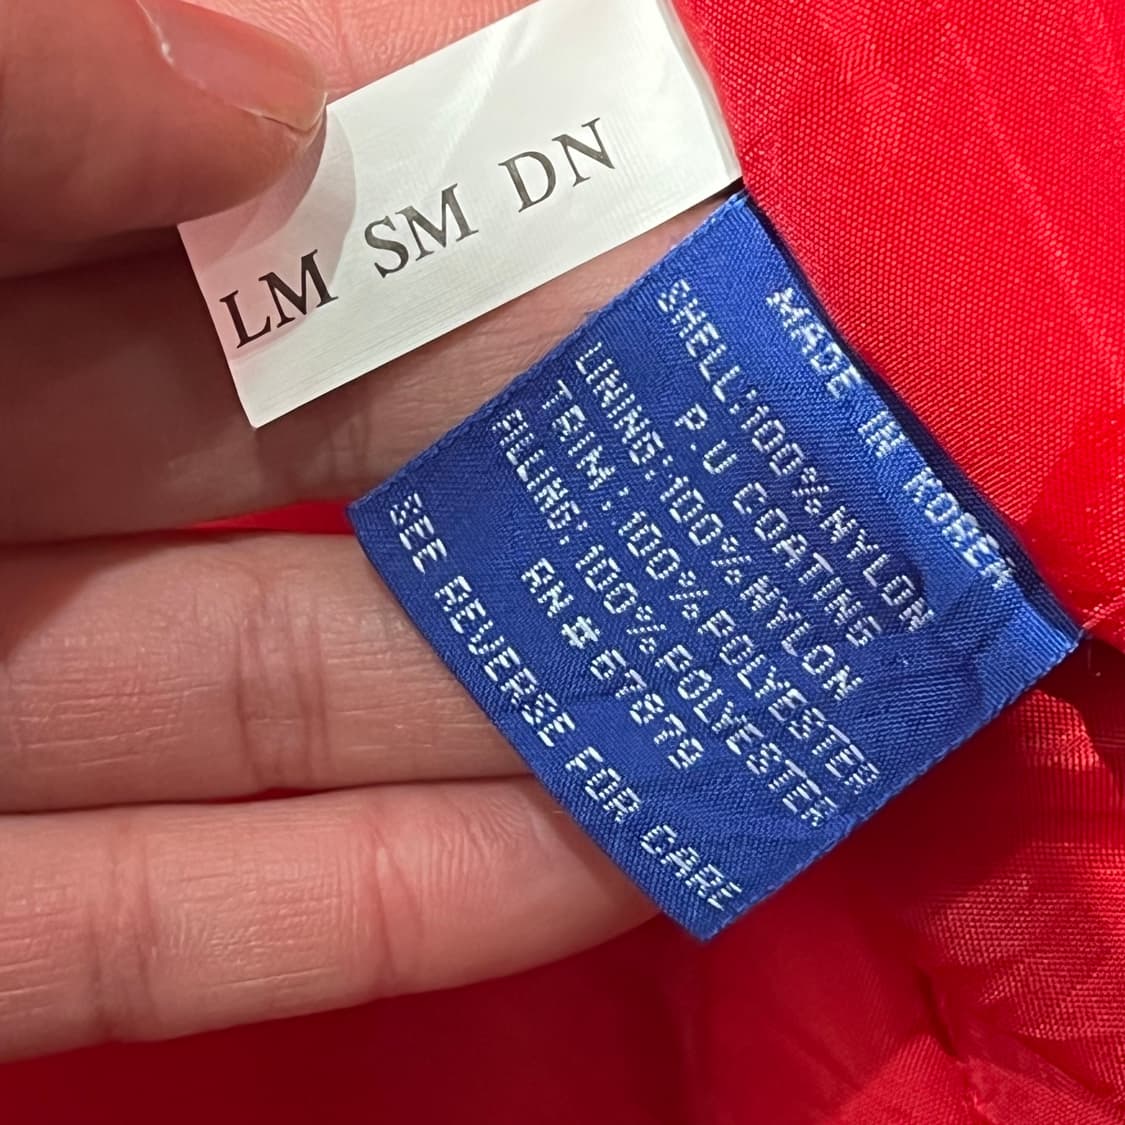 LM SM DN
MADE IN KOREA
SHELL:100%NYLON
P.U COATING
LINING:100%NYLON
TRIM:100%POLYESTER
FILLING:100%POLYESTER
RN # 67879
SEE REVERSE FOR CARE